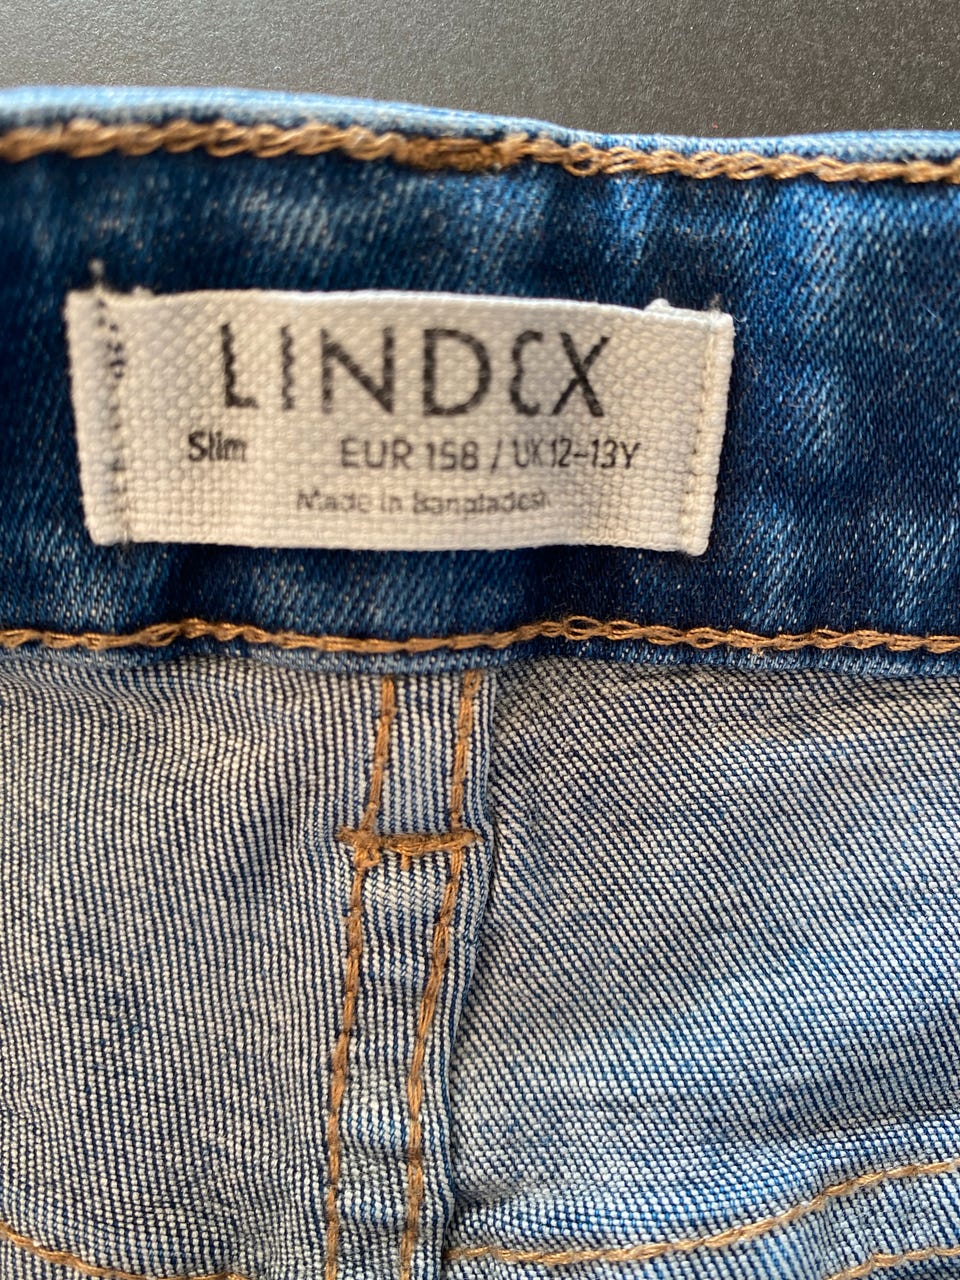 LINDEX
Slim EUR 158 / UK 12-13Y
Made in Bangladesh